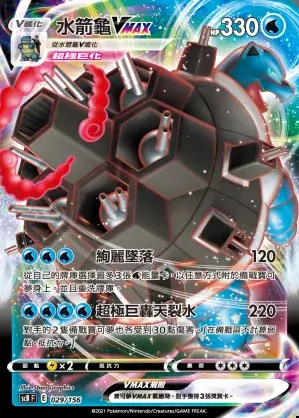 V進化
水箭龜VMAX
HP330
從水箭龜V進化
超極巨化
絢麗墜落 120
從自己的牌庫選擇最多3張能量卡,以任意方式附於備戰寶可
夢身上。並且重洗牌庫。
超極巨轟天裂水 220
對手的2隻備戰寶可夢也各受到30點傷害。「在備戰區不計算弱
點、抵抗力。」
弱點 ×2 抵抗力 撤退
VMAX規則
寶可夢VMAX氣絕時,對手獲得3張獎賞卡。
sc3 F
029/156
©2021 Pokémon/Nintendo/Creatures/GAME FREAK.